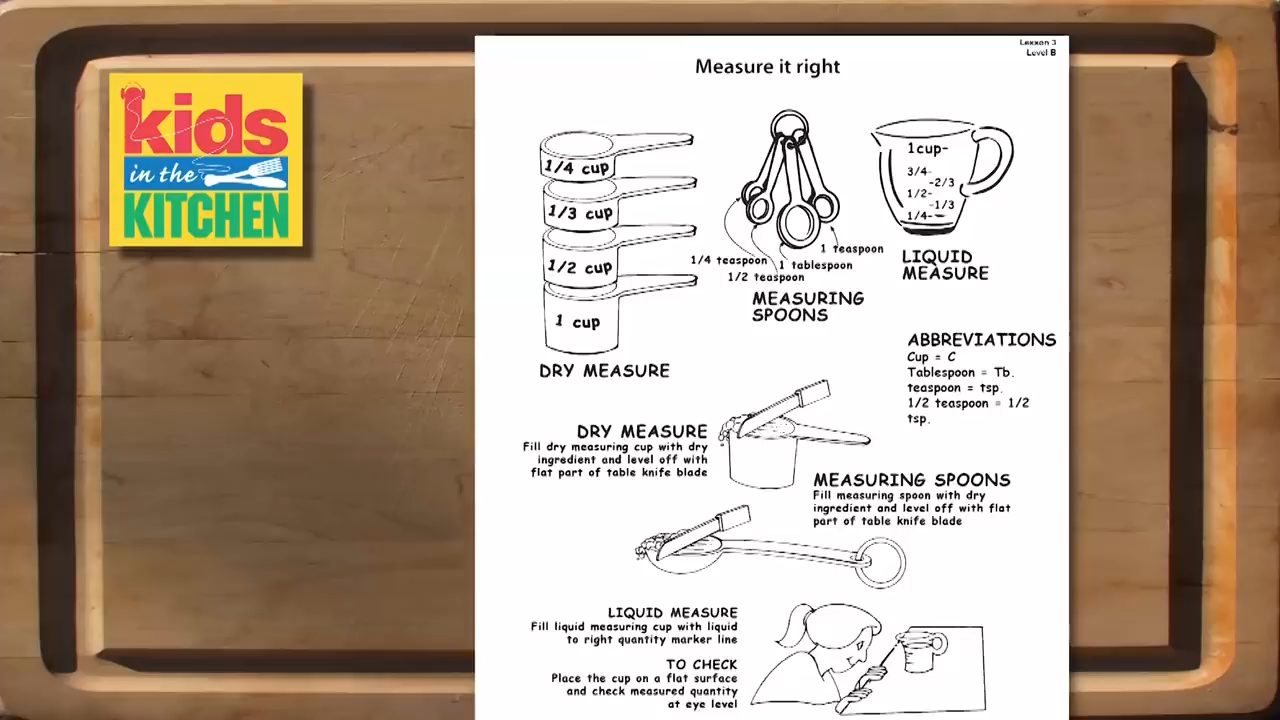 kids
in the
KITCHEN
Lesson 3
Level B
Measure it right
1/4 cup
1/3 cup
1/2 cup
1 cup
DRY MEASURE
1/4 teaspoon
1/2 teaspoon
1 tablespoon
1 teaspoon
MEASURING
SPOONS
1cup-
3/4-
-2/3
1/2-
-1/3
1/4-
LIQUID
MEASURE
ABBREVIATIONS
Cup = C
Tablespoon = Tb.
teaspoon = tsp.
1/2 teaspoon = 1/2
tsp.
DRY MEASURE
Fill dry measuring cup with dry
ingredient and level off with
flat part of table knife blade
MEASURING SPOONS
Fill measuring spoon with dry
ingredient and level off with flat
part of table knife blade
LIQUID MEASURE
Fill liquid measuring cup with liquid
to right quantity marker line
TO CHECK
Place the cup on a flat surface
and check measured quantity
at eye level